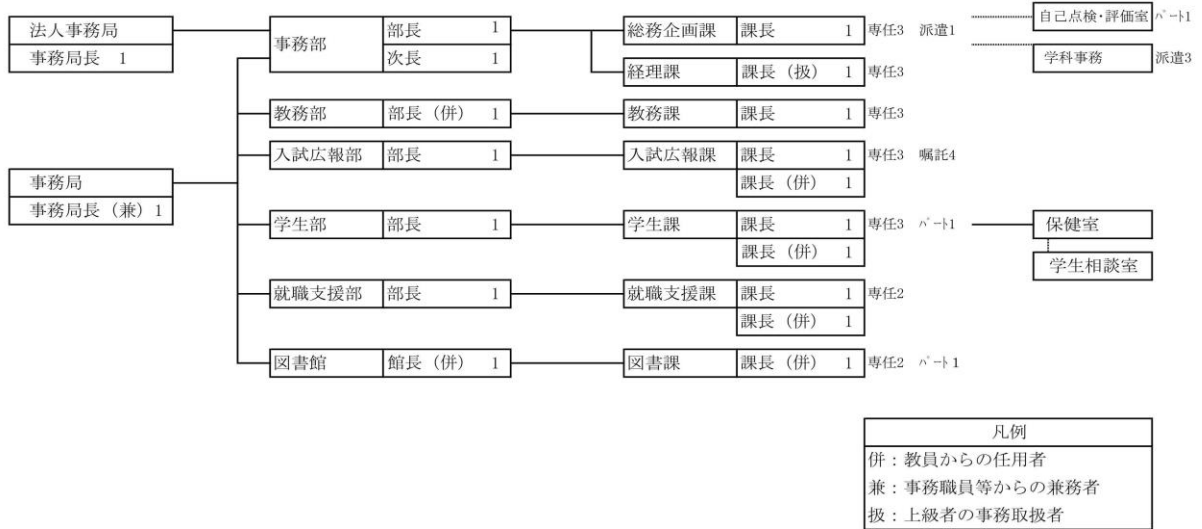 法人事務局
事務局長 1
事務部 部長 1
次長 1
総務企画課 課長 1 専任3 派遣1
自己点検・評価室 ﾊﾟｰﾄ1
学科事務 派遣3
経理課 課長（扱） 1 専任3
教務部 部長（併） 1
教務課 課長 1 専任3
入試広報部 部長 1
入試広報課 課長 1 専任3 嘱託4
課長（併） 1
事務局
事務局長（兼）1
学生部 部長 1
学生課 課長 1 専任3 ﾊﾟｰﾄ1
課長（併） 1
保健室
学生相談室
就職支援部 部長 1
就職支援課 課長 1 専任2
課長（併） 1
図書館 館長（併） 1
図書課 課長（併） 1 専任2 ﾊﾟｰﾄ1
凡例
併：教員からの任用者
兼：事務職員等からの兼務者
扱：上級者の事務取扱者